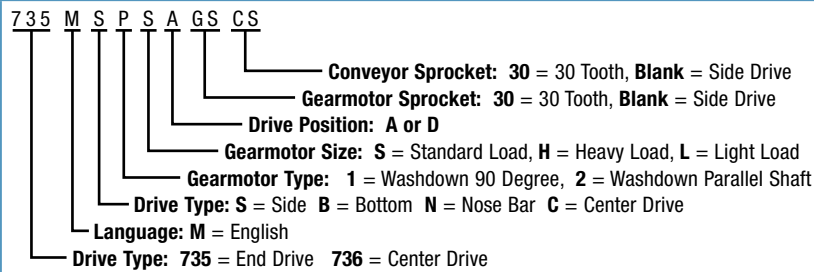 735 M S P S A GS CS
Conveyor Sprocket: 30 = 30 Tooth, Blank = Side Drive
Gearmotor Sprocket: 30 = 30 Tooth, Blank = Side Drive
Drive Position: A or D
Gearmotor Size: S = Standard Load, H = Heavy Load, L = Light Load
Gearmotor Type: 1 = Washdown 90 Degree, 2 = Washdown Parallel Shaft
Drive Type: S = Side B = Bottom N = Nose Bar C = Center Drive
Language: M = English
Drive Type: 735 = End Drive 736 = Center Drive